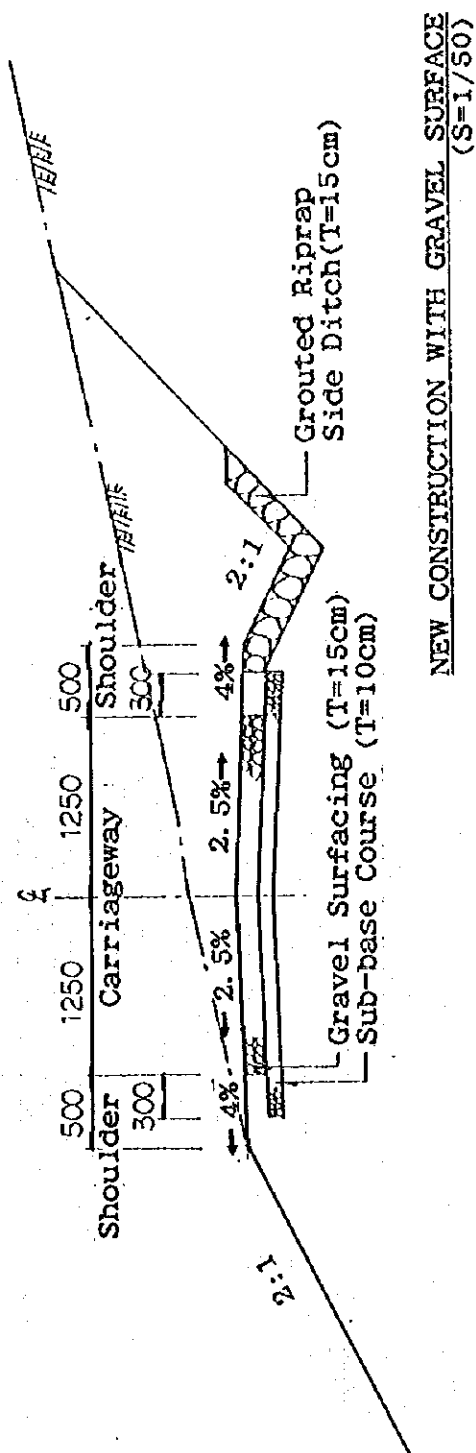 500 1250 1250 500
Shoulder Carriageway Shoulder
300 300
4% 2.5% 2.5% 4%
2:1 2:1
Grouted Riprap
Side Ditch(T=15cm)
Gravel Surfacing (T=15cm)
Sub-base Course (T=10cm)
NEW CONSTRUCTION WITH GRAVEL SURFACE
(S=1/50)